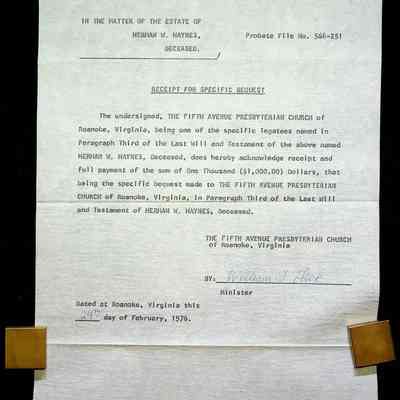 IN THE MATTER OF THE ESTATE OF
HERMAN W. HAYNES, Probate File No. 566-251
DECEASED.
RECEIPT FOR SPECIFIC BEQUEST
The undersigned, THE FIFTH AVENUE PRESBYTERIAN CHURCH of
Roanoke, Virginia, being one of the specific legatees named in
Paragraph Third of the Last Will and Testament of the above named
HERMAN W. HAYNES, Deceased, does hereby acknowledge receipt and
full payment of the sum of One Thousand ($1,000.00) Dollars, that
being the specific bequest made to THE FIFTH AVENUE PRESBYTERIAN
CHURCH of Roanoke, Virginia, in Paragraph Third of the Last Will
and Testament of HERMAN W. HAYNES, Deceased.
THE FIFTH AVENUE PRESBYTERIAN CHURCH
of Roanoke, Virginia
BY: William
Minister
Dated at Roanoke, Virginia this
24th day of February, 1976.